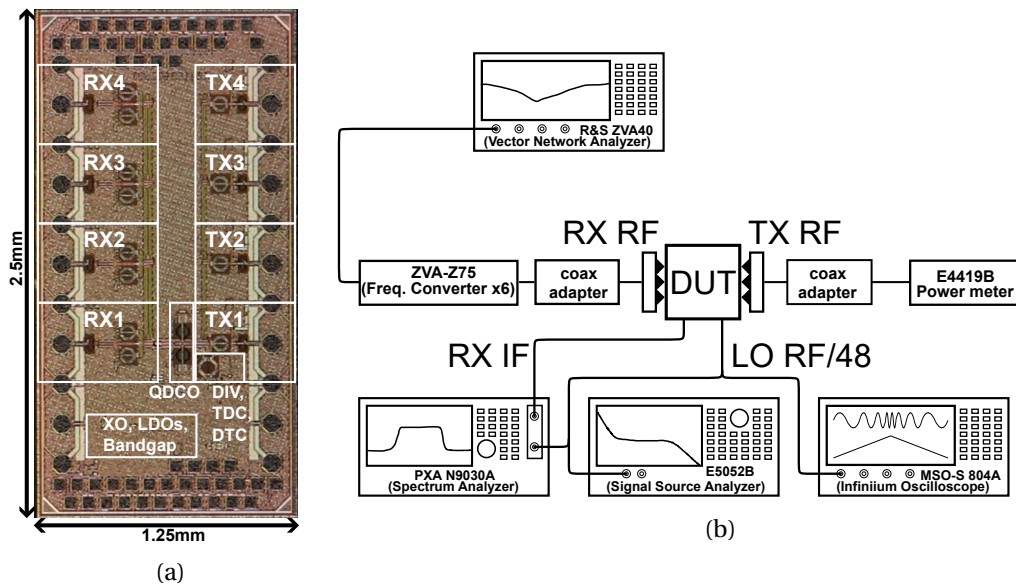 RX4
TX4
RX3
TX3
RX2
TX2
RX1
TX1
QDCO
DIV,
TDC,
DTC
XO, LDOs,
Bandgap
2.5mm
1.25mm
(a)
R&S ZVA40
(Vector Network Analyzer)
RX RF
TX RF
ZVA-Z75
(Freq. Converter x6)
coax
adapter
DUT
coax
adapter
E4419B
Power meter
RX IF
LO RF/48
PXA N9030A
(Spectrum Analyzer)
E5052B
(Signal Source Analyzer)
MSO-S 804A
(Infiniium Oscilloscope)
(b)